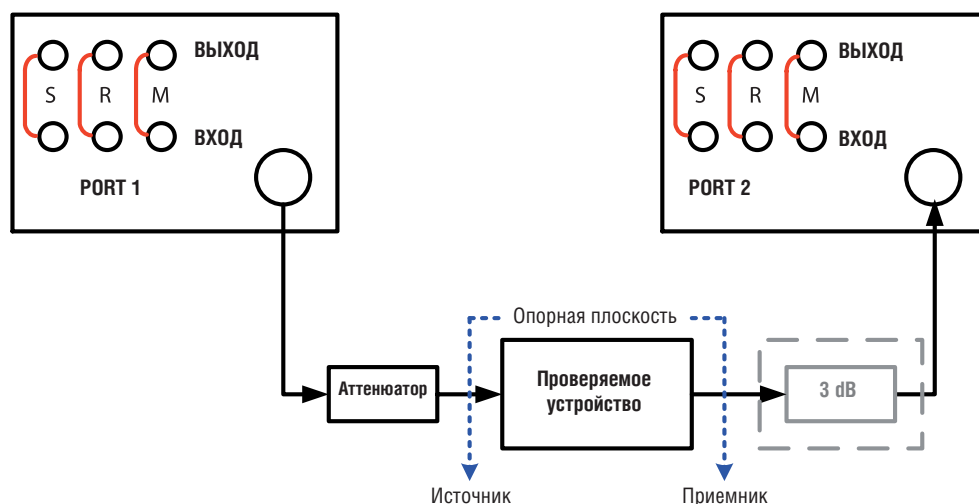 ВЫХОД
S R M
ВХОД
PORT 1
ВЫХОД
S R M
ВХОД
PORT 2
Опорная плоскость
Аттенюатор
Проверяемое
устройство
3 dB
Источник
Приемник